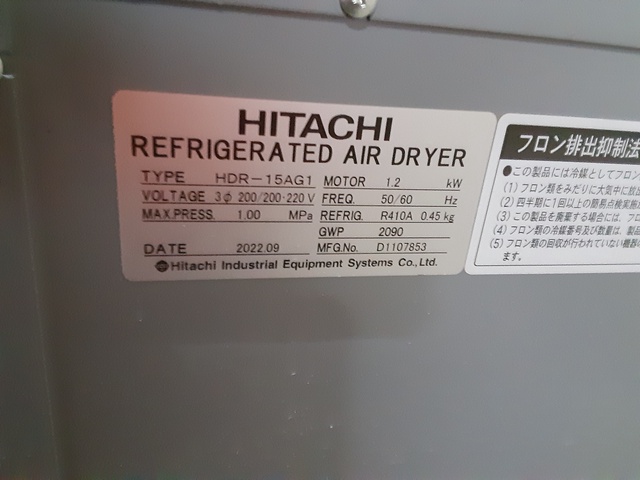 HITACHI
REFRIGERATED AIR DRYER
TYPE HDR-15AG1 MOTOR 1.2 kW
VOLTAGE 3φ 200/200·220 V FREQ. 50/60 Hz
MAX.PRESS. 1.00 MPa REFRIG. R410A 0.45 kg
GWP 2090
DATE 2022.09 MFG.No. D1107853
Hitachi Industrial Equipment Systems Co., Ltd.
フロン排出抑制法
●この製品には冷媒としてフロン
(1) フロン類をみだりに大気中に放出
(2) 四半期に1回以上の簡易点検実施
(3) この製品を廃棄する場合には、フロ
(4) フロン類の冷媒番号及び数量は、製品
(5) フロン類の回収が行われていない機器
ます。